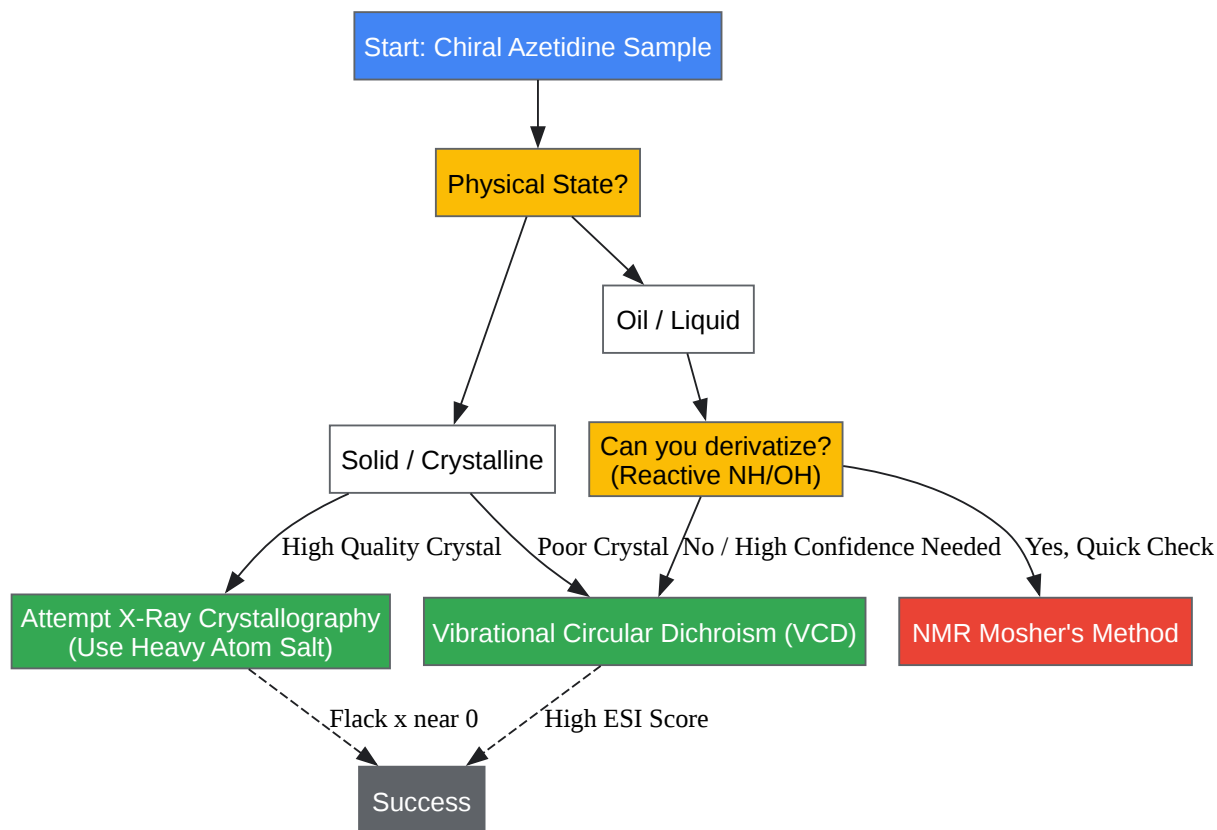 Start: Chiral Azetidine Sample
Physical State?
Oil / Liquid
Solid / Crystalline
Can you derivatize?
(Reactive NH/OH)
High Quality Crystal
Poor Crystal
No / High Confidence Needed
Yes, Quick Check
Attempt X-Ray Crystallography
(Use Heavy Atom Salt)
Vibrational Circular Dichroism (VCD)
NMR Mosher's Method
Flack x near 0
High ESI Score
Success